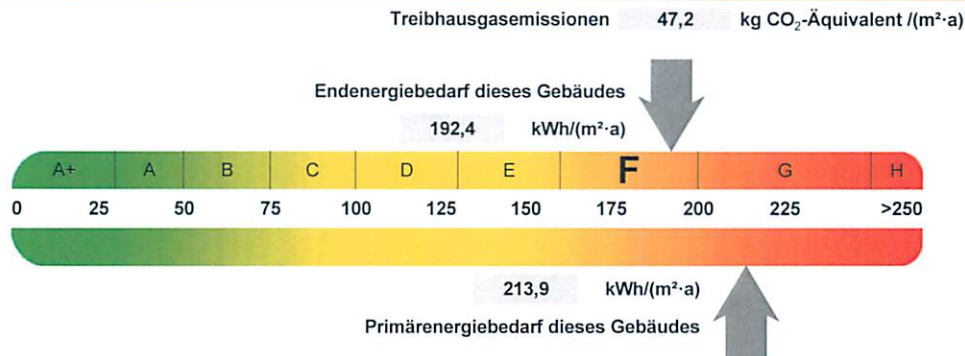 Treibhausgasemissionen 47,2 kg CO₂-Äquivalent /(m²·a)
Endenergiebedarf dieses Gebäudes
192,4 kWh/(m²·a)
A+ A B C D E F G H
0 25 50 75 100 125 150 175 200 225 >250
213,9 kWh/(m²·a)
Primärenergiebedarf dieses Gebäudes